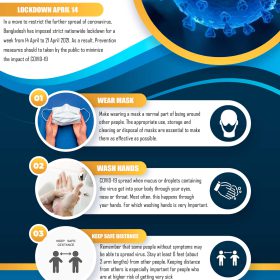 LOCKDOWN APRIL 14
In a move to restrict the further spread of coronavirus,
Bangladesh has imposed strict nationwide lockdown for a
week from 14 April to 21 April 2021. As a result, Prevention
measures should to taken by the public to minimize
the impact of COVID-19
01
WEAR MASK
Make wearing a mask a normal part of being around
other people. The appropriate use, storage and
cleaning or disposal of masks are essential to make
them as effective as possible.
02
WASH HANDS
COVID-19 spread when mucus or droplets containing
the virus get into your body through your eyes,
nose or throat. Most often, this happens through
your hands. For which washing hands is very important.
03
KEEP SAFE DISTANCE
KEEP SAFE
DISTANCE
Remember that some people without symptoms may
be able to spread virus. Stay at least 6 feet (about
2 arm lengths) from other people. Keeping distance
from others is especially important for people who
are at higher risk of getting very sick